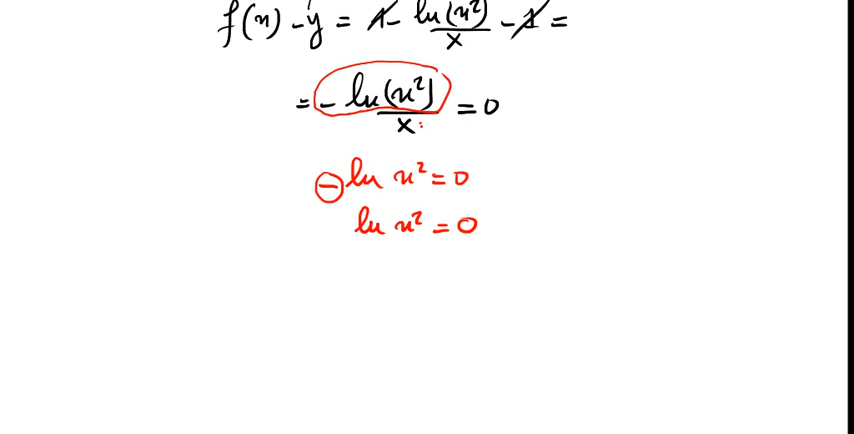 f(x) - y = 1 - ln(x²)/x - 1 =
= - ln(x²)/x = 0
- ln x² = 0
ln x² = 0